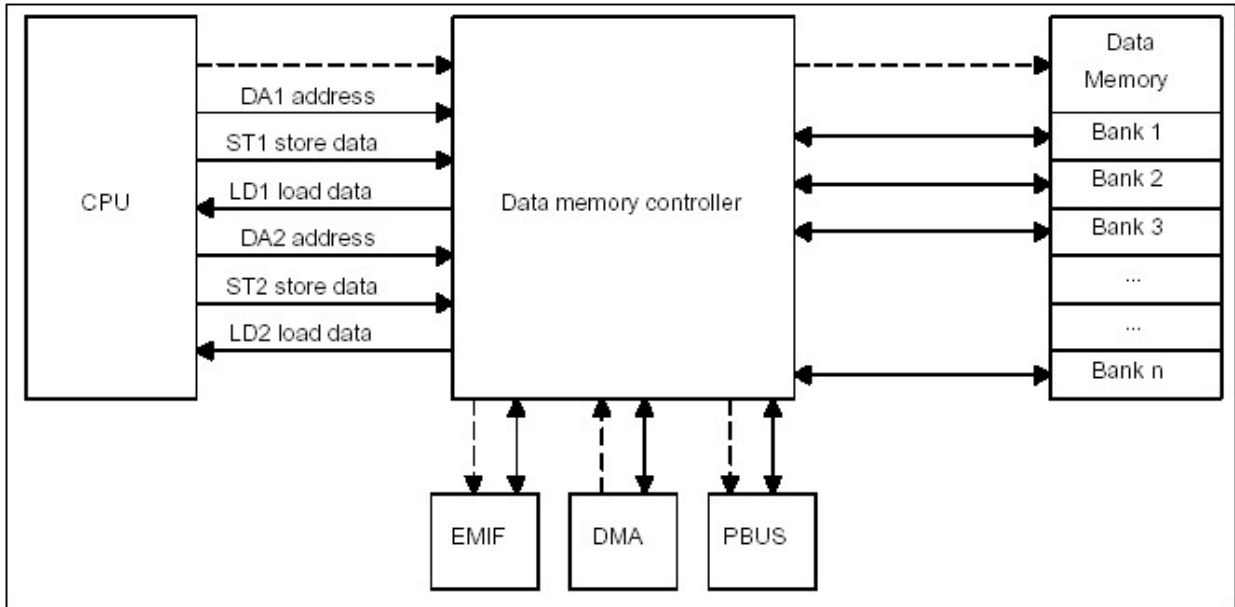 CPU
DA1 address
ST1 store data
LD1 load data
DA2 address
ST2 store data
LD2 load data
Data memory controller
Data
Memory
Bank 1
Bank 2
Bank 3
...
...
Bank n
EMIF
DMA
PBUS